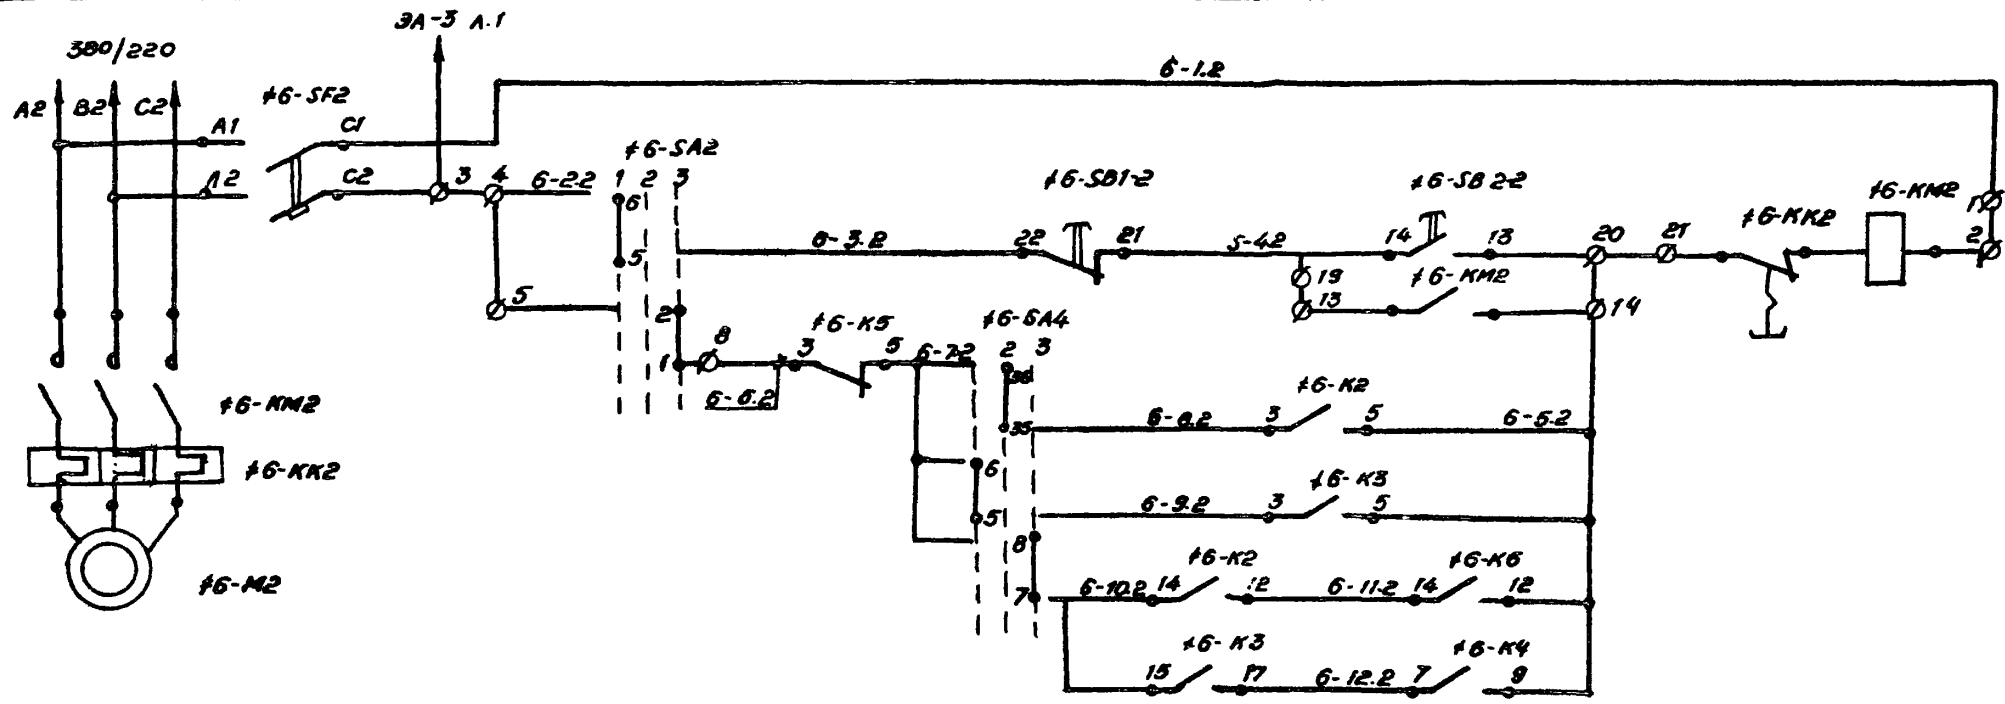 ЭА-3 Л.1
380/220
6-1.2
A2
B2
C2
≠6-SF2
A1
C1
Л2
C2
3
4
6-2.2
≠6-SA2
1 2 3
6
5
5
2
1
8
6-3.2
22
≠6-SB1-2
21
5-42
≠6-SB2-2
14
13
20
21
≠6-KK2
≠6-KM2
1
2
19
13
≠6-KM2
14
≠6-K5
3
5
6-6.2
6-7.2
≠6-SA4
2 3
36
35
6
5
8
7
≠6-K2
6-8.2
3
5
6-5.2
≠6-K3
6-9.2
3
5
≠6-K2
≠6-K6
6-10.2
14
12
6-11.2
14
12
≠6-K3
≠6-K4
15
17
6-12.2
7
9
≠6-KM2
≠6-KK2
≠6-M2